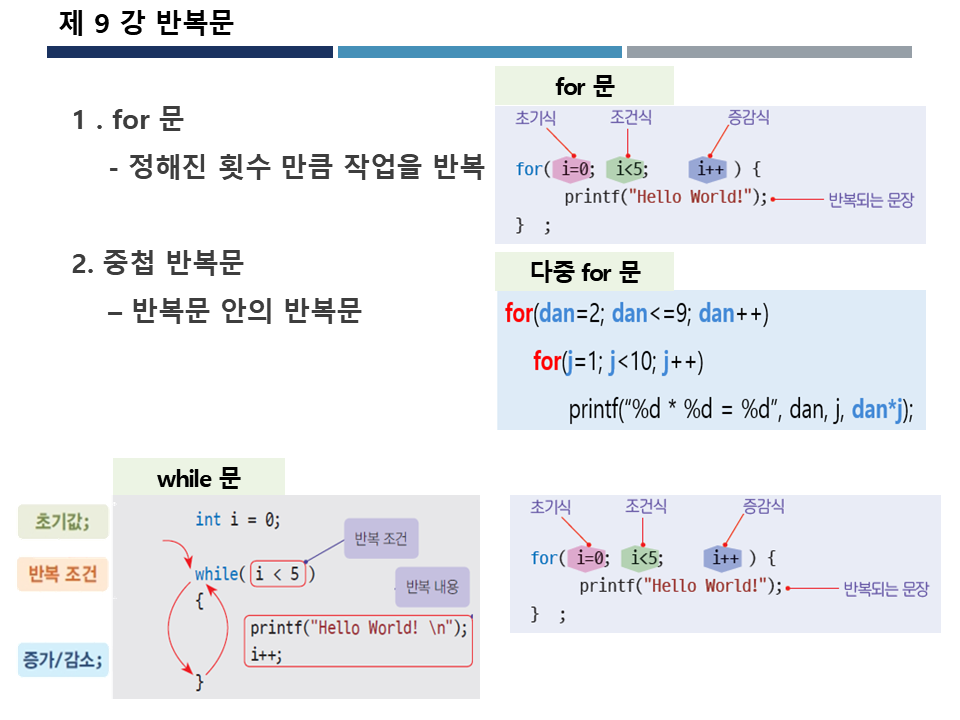 제 9 강 반복문
1 . for 문
- 정해진 횟수 만큼 작업을 반복
2. 중첩 반복문
– 반복문 안의 반복문
for 문
초기식 조건식 증감식
for( i=0; i<5; i++ ) {
printf("Hello World!"); 반복되는 문장
} ;
다중 for 문
for(dan=2; dan<=9; dan++)
for(j=1; j<10; j++)
printf(“%d * %d = %d”, dan, j, dan*j);
while 문
초기값;
반복 조건
증가/감소;
int i = 0;
반복 조건
while( i < 5 )
반복 내용
{
printf("Hello World! \n");
i++;
}
초기식 조건식 증감식
for( i=0; i<5; i++ ) {
printf("Hello World!"); 반복되는 문장
} ;